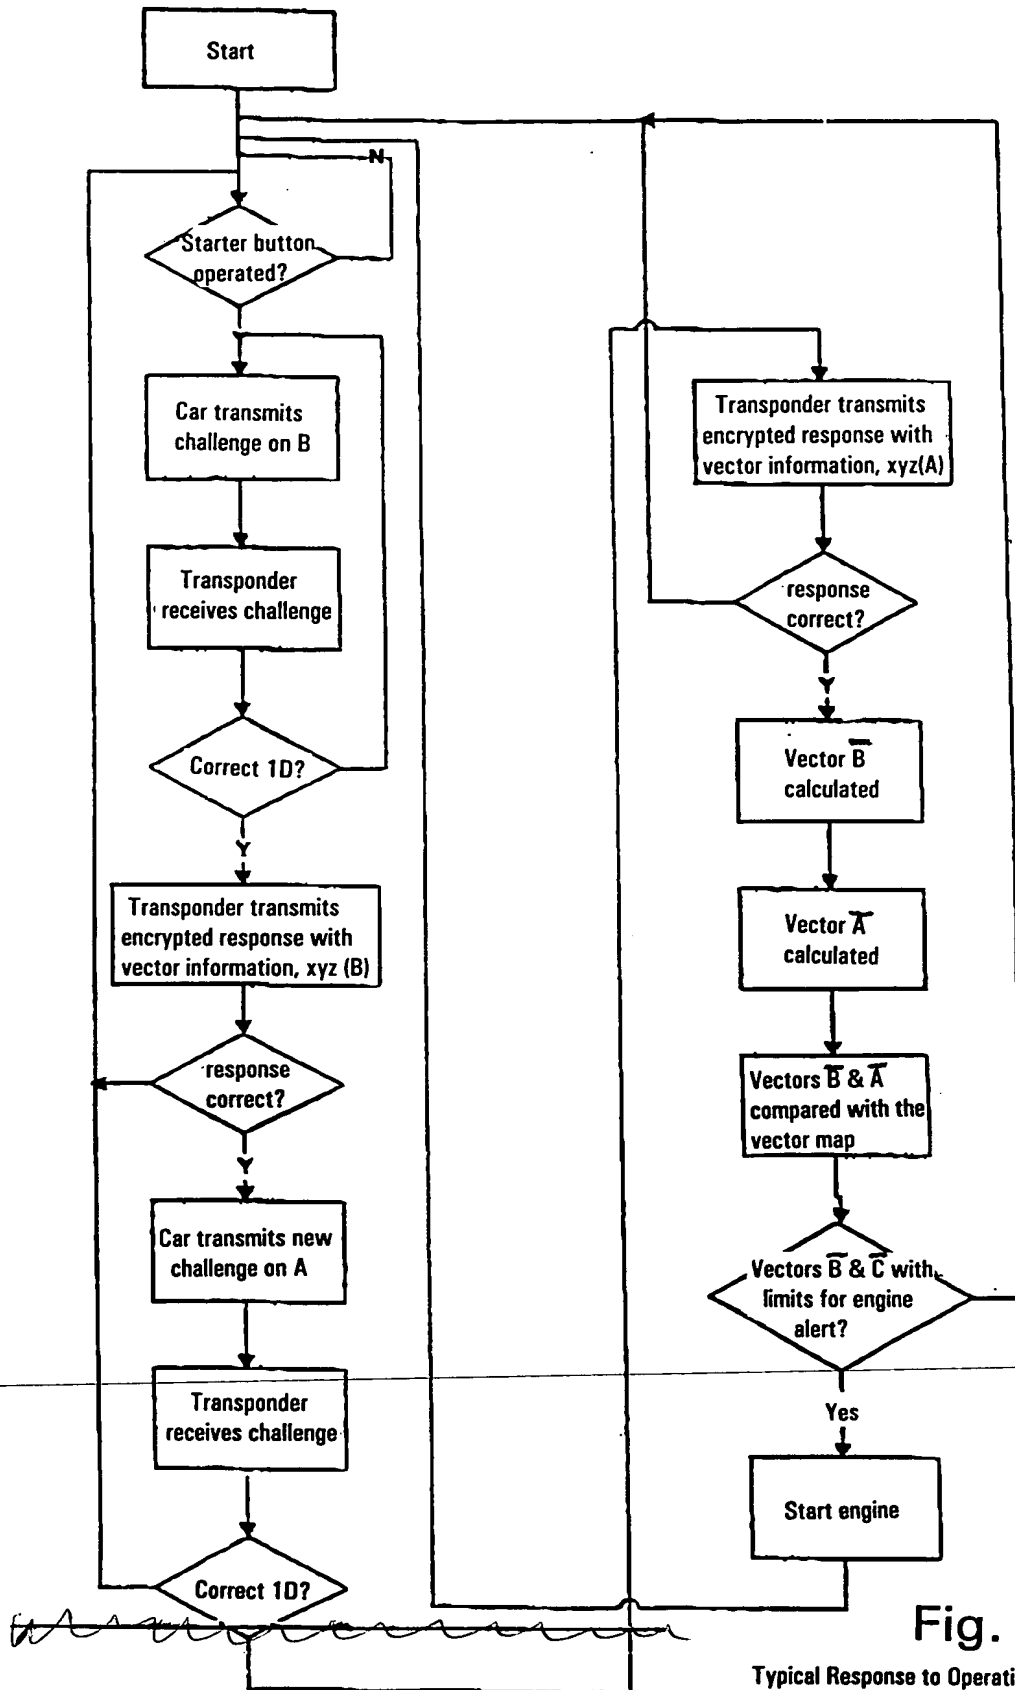 Start
N
Starter button
operated?
Y
Car transmits
challenge on B
Transponder
receives challenge
Correct 1D?
Y
Transponder transmits
encrypted response with
vector information, xyz (B)
response
correct?
Y
Car transmits new
challenge on A
Transponder
receives challenge
Correct 1D?
Transponder transmits
encrypted response with
vector information, xyz(A)
response
correct?
Y
Vector B̅
calculated
Vector A̅
calculated
Vectors B̅ & A̅
compared with the
vector map
Vectors B̅ & C̅ with
limits for engine
alert?
Yes
Start engine
Fig.
Typical Response to Operati